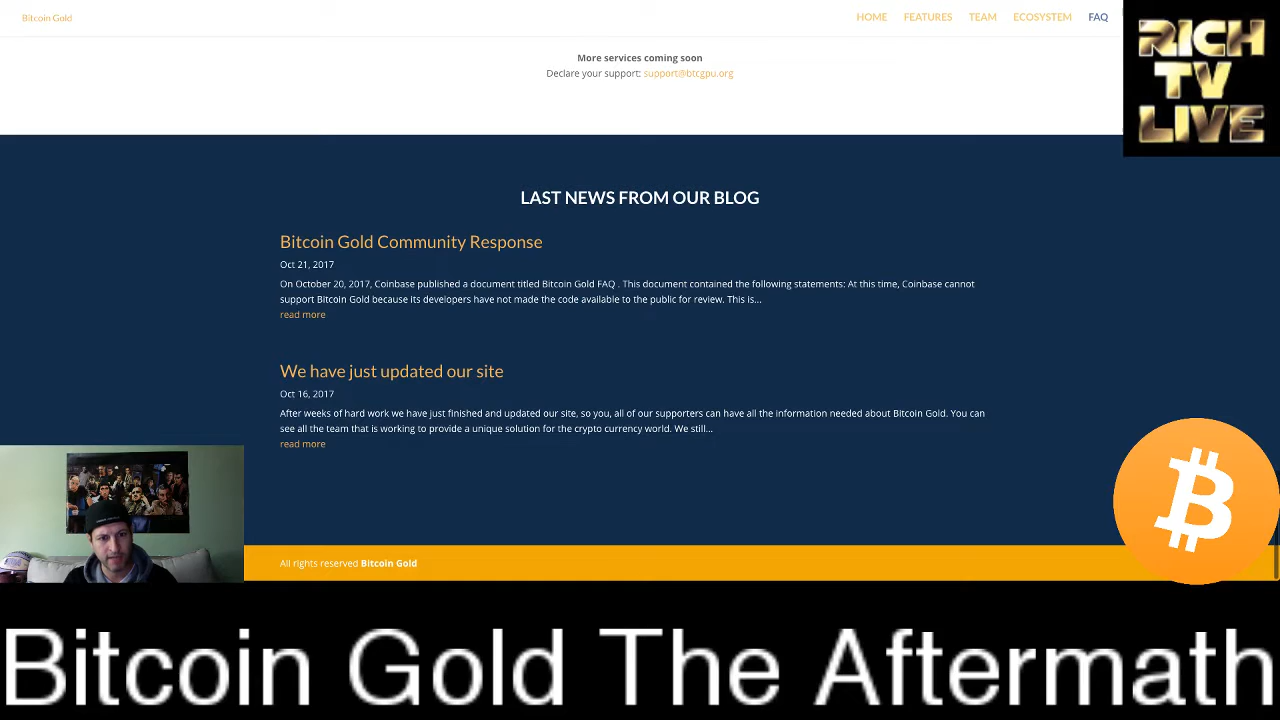 Bitcoin Gold
HOME FEATURES TEAM ECOSYSTEM FAQ
RICH
TV
LIVE
More services coming soon
Declare your support: support@btcgpu.org
LAST NEWS FROM OUR BLOG
Bitcoin Gold Community Response
Oct 21, 2017
On October 20, 2017, Coinbase published a document titled Bitcoin Gold FAQ . This document contained the following statements: At this time, Coinbase cannot
support Bitcoin Gold because its developers have not made the code available to the public for review. This is...
read more
We have just updated our site
Oct 16, 2017
After weeks of hard work we have just finished and updated our site, so you, all of our supporters can have all the information needed about Bitcoin Gold. You can
see all the team that is working to provide a unique solution for the crypto currency world. We still...
read more
All rights reserved Bitcoin Gold
Bitcoin Gold The Aftermath